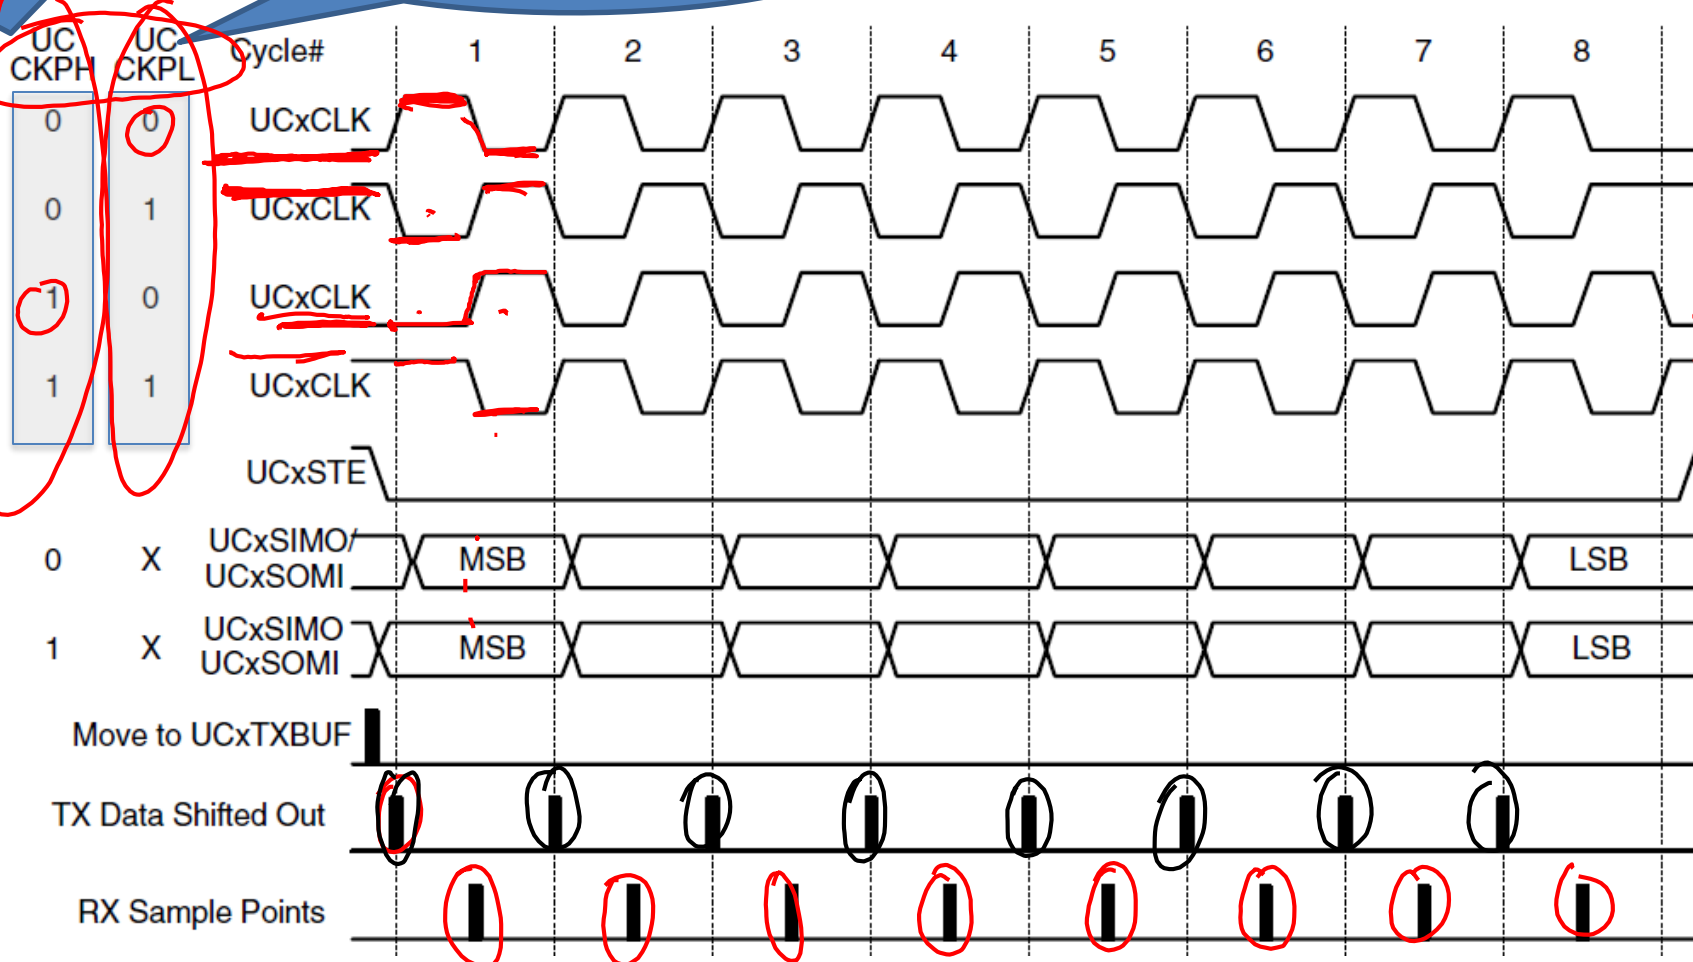 UC CKPH UC CKPL Cycle# 1 2 3 4 5 6 7 8
0 0 UCxCLK
0 1 UCxCLK
1 0 UCxCLK
1 1 UCxCLK
UCxSTE
0 X UCxSIMO/ UCxSOMI MSB LSB
1 X UCxSIMO UCxSOMI MSB LSB
Move to UCxTXBUF
TX Data Shifted Out
RX Sample Points